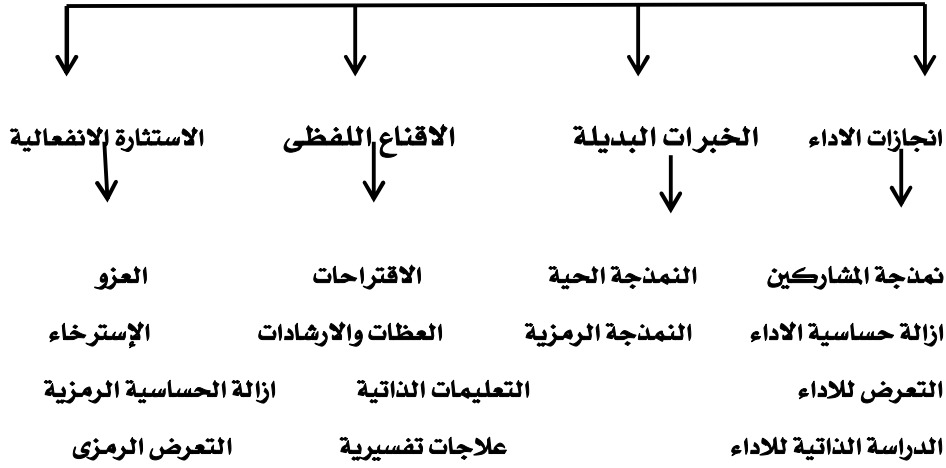 انجازات الاداء الخبرات البديلة الاقناع اللفظى الاستثارة الانفعالية
نمذجة المشاركين النمذجة الحية الاقتراحات العزو
ازالة حساسية الاداء النمذجة الرمزية العظات والارشادات الإسترخاء
التعرض للاداء التعليمات الذاتية ازالة الحساسية الرمزية
الدراسة الذاتية للاداء علاجات تفسيرية التعرض الرمزى